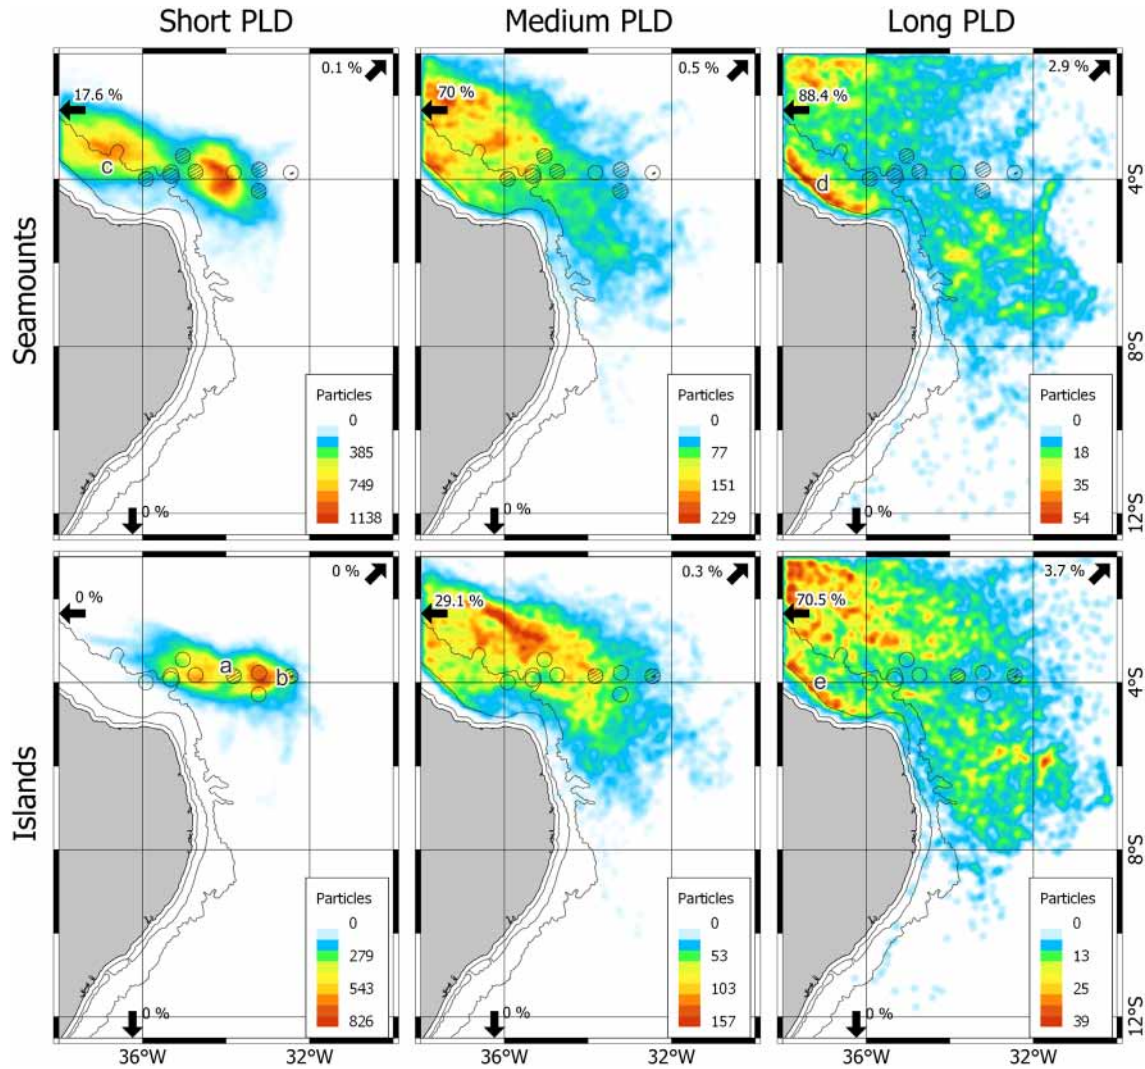 Short PLD
Medium PLD
Long PLD
Seamounts
0.1 %
17.6 %
c
Particles
0
385
749
1138
0 %
0.5 %
70 %
Particles
0
77
151
229
0 %
2.9 %
88.4 %
d
4°S
8°S
12°S
Particles
0
18
35
54
0 %
Islands
0 %
0 %
a
b
Particles
0
279
543
826
0 %
36°W
32°W
0.3 %
29.1 %
Particles
0
53
103
157
0 %
36°W
32°W
3.7 %
70.5 %
e
4°S
8°S
12°S
Particles
0
13
25
39
0 %
36°W
32°W